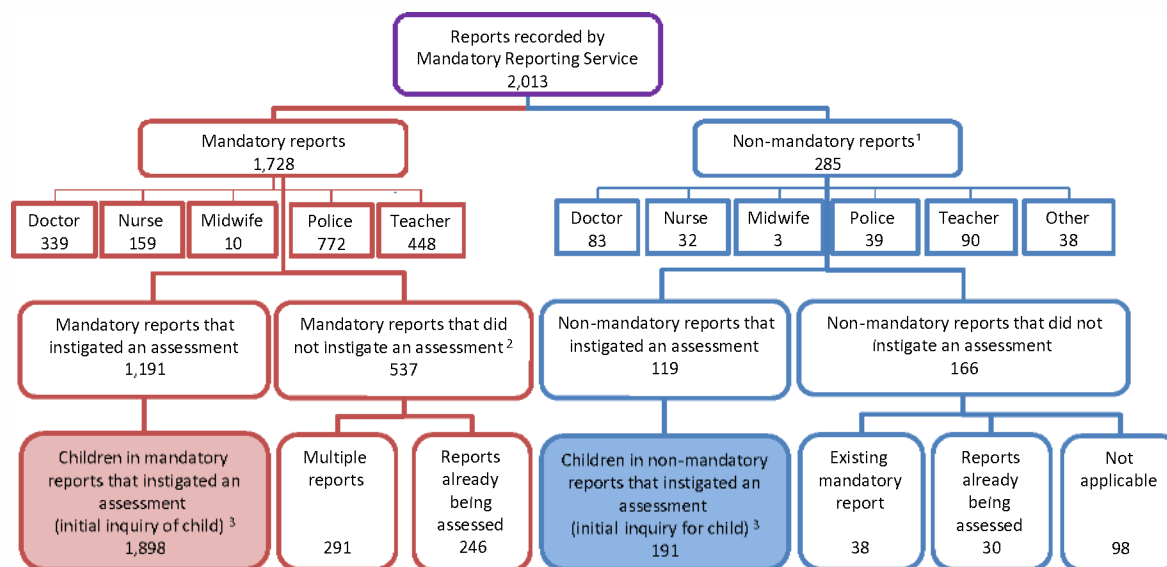 Reports recorded by
Mandatory Reporting Service
2,013
Mandatory reports
1,728
Non-mandatory reports¹
285
Doctor
339
Nurse
159
Midwife
10
Police
772
Teacher
448
Doctor
83
Nurse
32
Midwife
3
Police
39
Teacher
90
Other
38
Mandatory reports that
instigated an assessment
1,191
Mandatory reports that did
not instigate an assessment ²
537
Non-mandatory reports that
instigated an assessment
119
Non-mandatory reports that did not
instigate an assessment
166
Children in mandatory
reports that instigated an
assessment
(initial inquiry of child) ³
1,898
Multiple
reports
291
Reports
already
being
assessed
246
Children in non-mandatory
reports that instigated an
assessment
(initial inquiry for child) ³
191
Existing
mandatory
report
38
Reports
already
being
assessed
30
Not
applicable
98